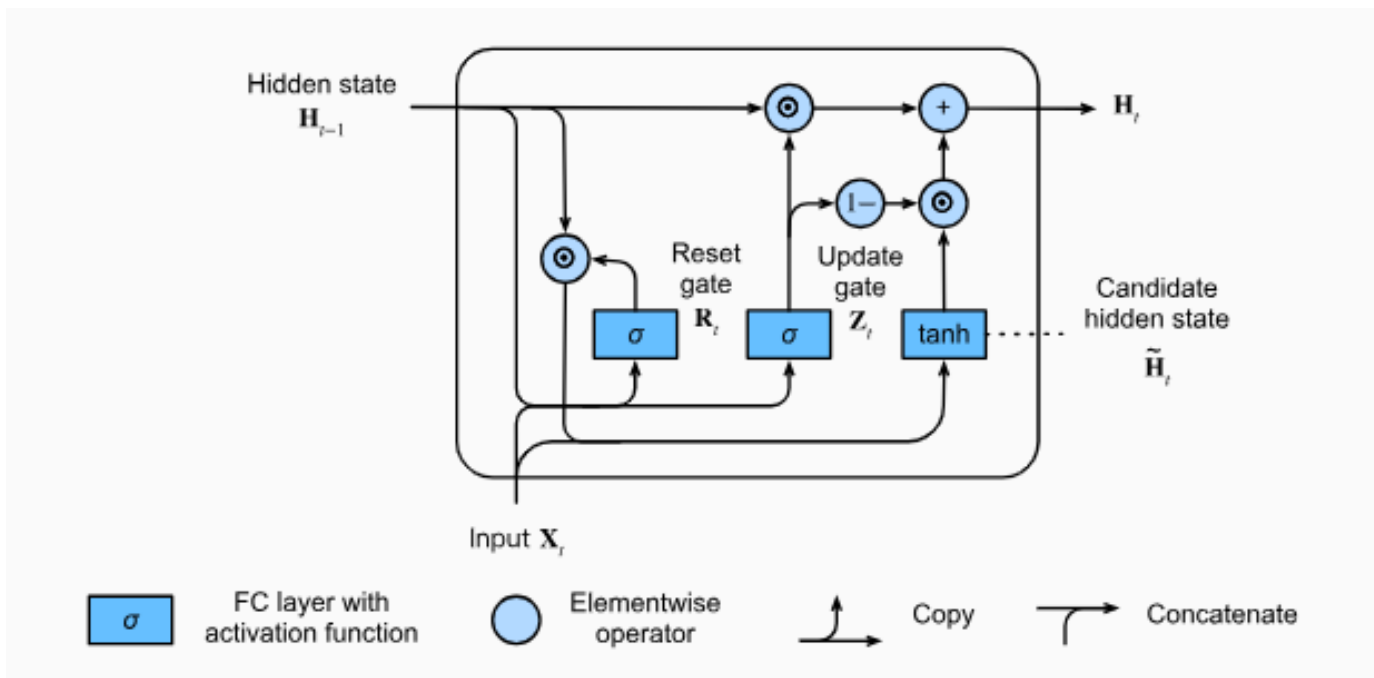 Hidden state
H_{t−1}
H_t
+
1−
Reset
gate
R_t
Update
gate
Z_t
σ
σ
tanh
Candidate
hidden state
H̃_t
Input X_t
σ
FC layer with
activation function
Elementwise
operator
Copy
Concatenate